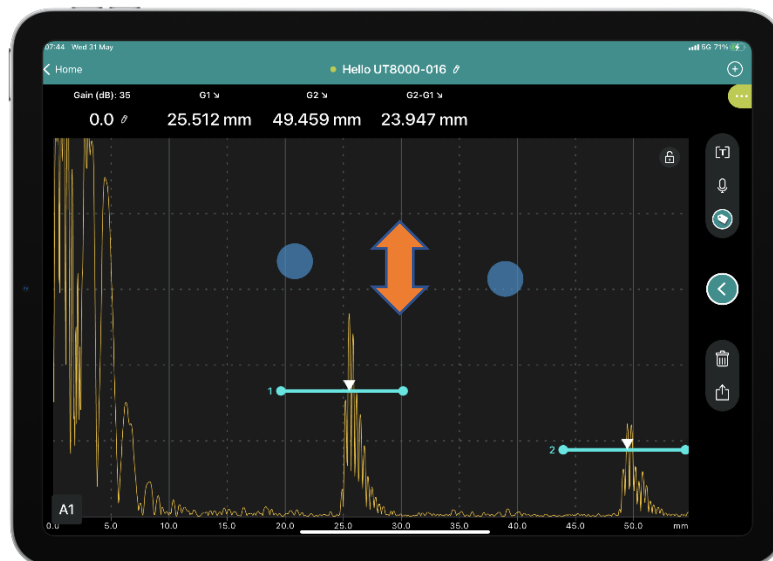 07:44 Wed 31 May
5G 71%
Home
Hello UT8000-016
Gain (dB): 35 G1 G2 G2-G1
0.0 25.512 mm 49.459 mm 23.947 mm
[T]
1
2
A1
0.0 5.0 10.0 15.0 20.0 25.0 30.0 35.0 40.0 45.0 50.0 mm